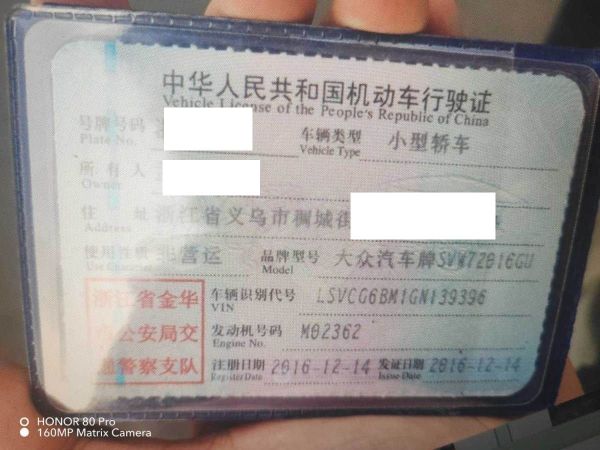 中华人民共和国机动车行驶证
Vehicle License of the People's Republic of China
号牌号码 车辆类型 小型轿车
Plate No. Vehicle Type
所有人
Owner
住址 浙江省义乌市稠城街
Address
使用性质 非营运 品牌型号 大众汽车牌SVW72016GU
Use Character Model
浙江省金华 车辆识别代号 LSVCG6BM1GN139396
VIN
市公安局交 发动机号码 M02362
Engine No.
通警察支队 注册日期 2016-12-14 发证日期 2016-12-14
Register Date Issue Date
HONOR 80 Pro
160MP Matrix Camera